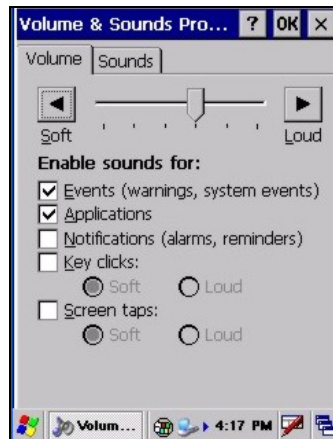 Volume & Sounds Pro... ? OK ×
Volume Sounds
Soft Loud
Enable sounds for:
Events (warnings, system events)
Applications
Notifications (alarms, reminders)
Key clicks:
Soft Loud
Screen taps:
Soft Loud
Volum... 4:17 PM